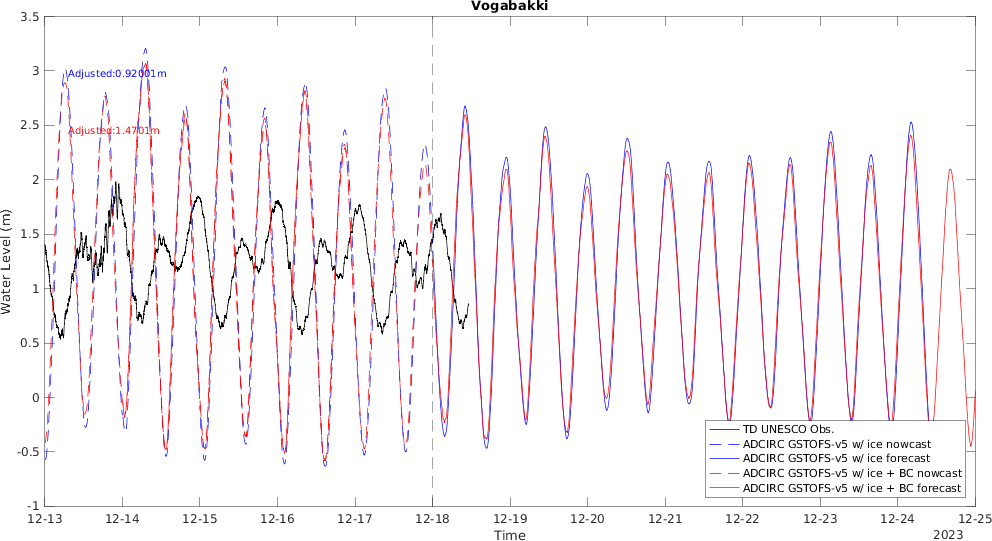 Vogabakki
Water Level (m)
3.5
3
2.5
2
1.5
1
0.5
0
-0.5
-1
Adjusted:0.92001m
Adjusted:1.4701m
TD UNESCO Obs.
ADCIRC GSTOFS-v5 w/ ice nowcast
ADCIRC GSTOFS-v5 w/ ice forecast
ADCIRC GSTOFS-v5 w/ ice + BC nowcast
ADCIRC GSTOFS-v5 w/ ice + BC forecast
12-13 12-14 12-15 12-16 12-17 12-18 12-19 12-20 12-21 12-22 12-23 12-24 12-25
Time
2023